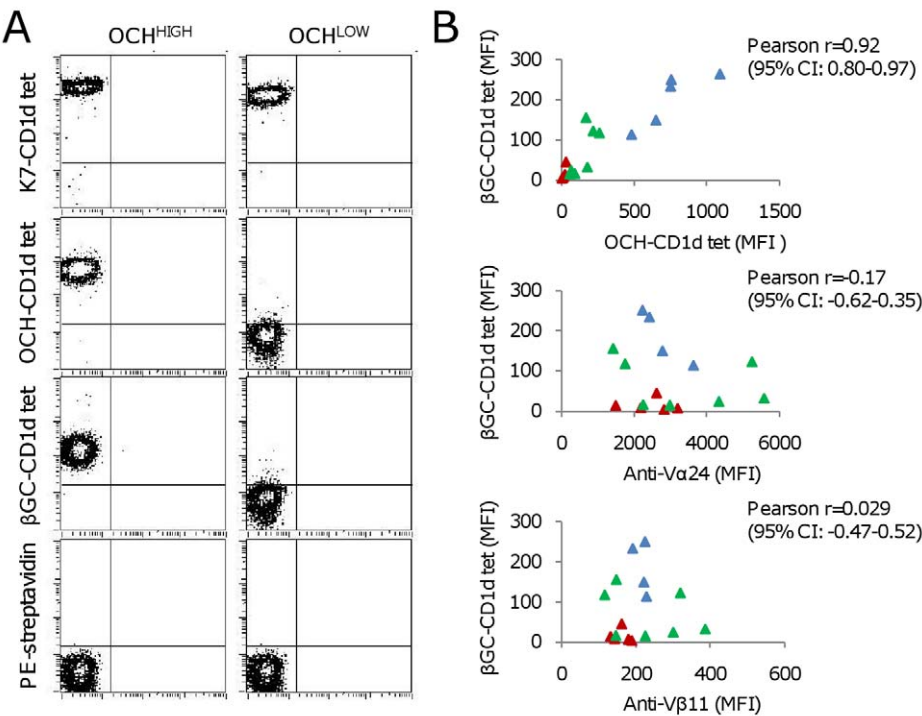 A
OCHHIGH
OCHLOW
K7-CD1d tet
OCH-CD1d tet
βGC-CD1d tet
PE-streptavidin
B
Pearson r=0.92
(95% CI: 0.80-0.97)
βGC-CD1d tet (MFI)
300
200
100
0
0 500 1000 1500
OCH-CD1d tet (MFI )
Pearson r=-0.17
(95% CI: -0.62-0.35)
βGC-CD1d tet (MFI)
300
200
100
0
0 2000 4000 6000
Anti-Vα24 (MFI)
Pearson r=0.029
(95% CI: -0.47-0.52)
βGC-CD1d tet (MFI)
300
200
100
0
0 200 400 600
Anti-Vβ11 (MFI)